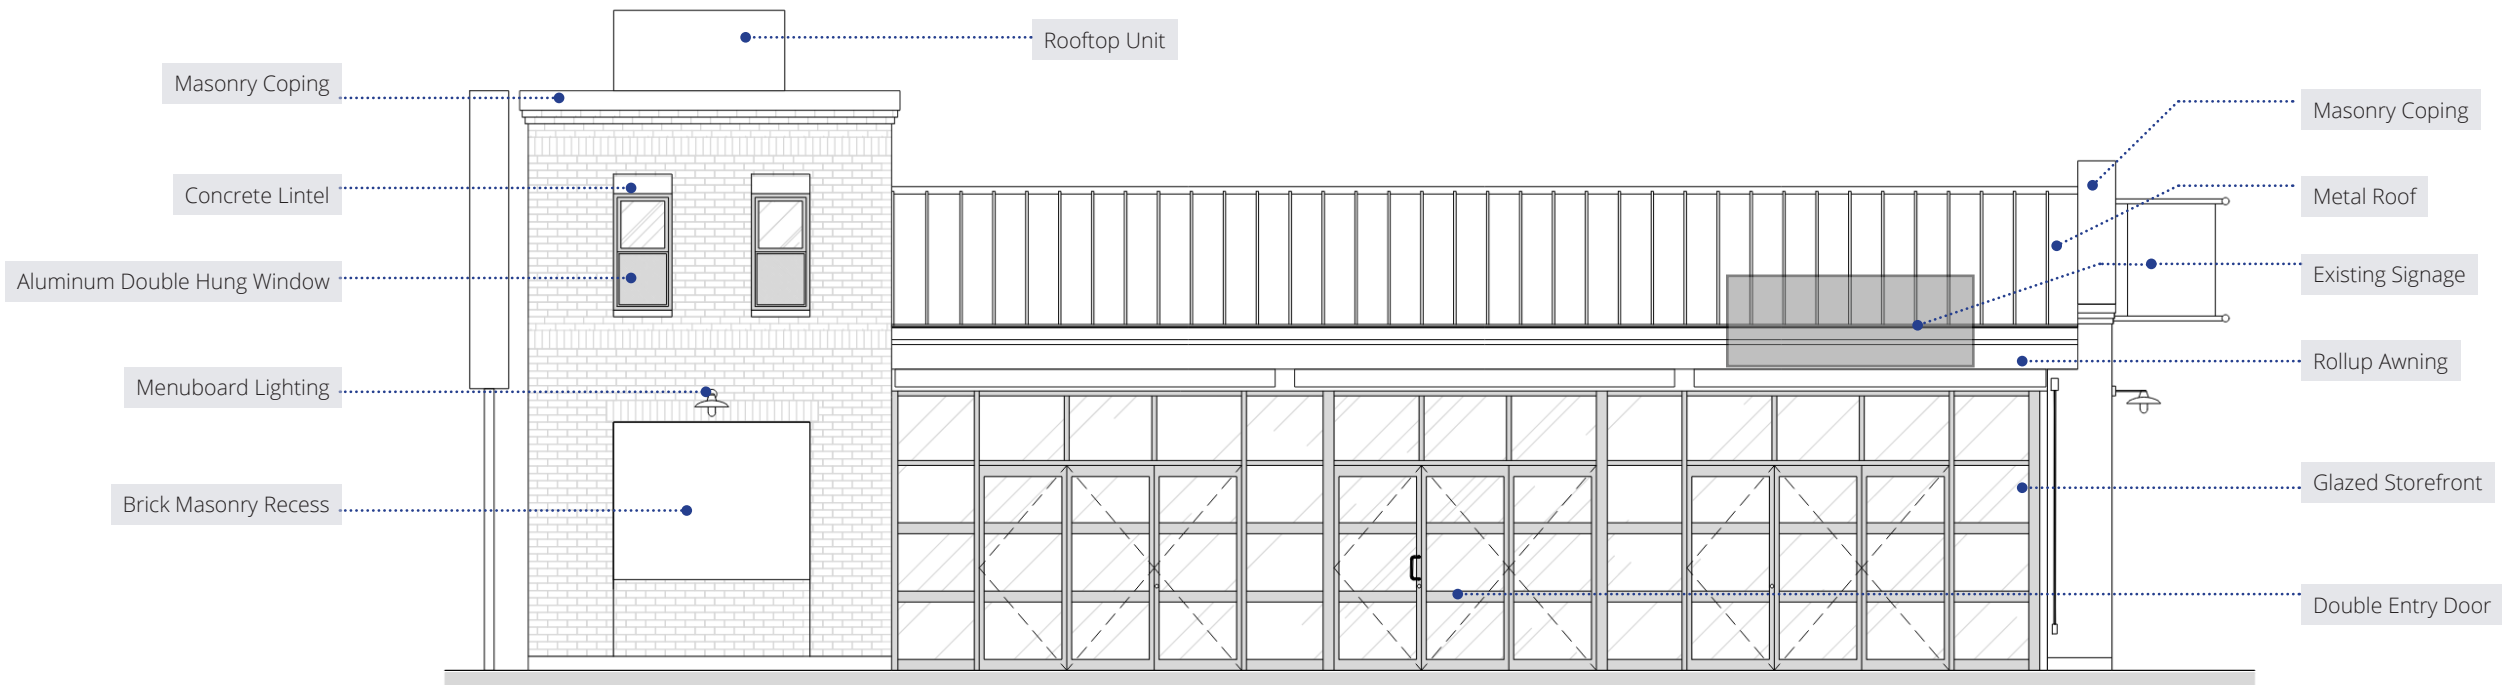 Rooftop Unit
Masonry Coping
Concrete Lintel
Aluminum Double Hung Window
Menuboard Lighting
Brick Masonry Recess
Masonry Coping
Metal Roof
Existing Signage
Rollup Awning
Glazed Storefront
Double Entry Door